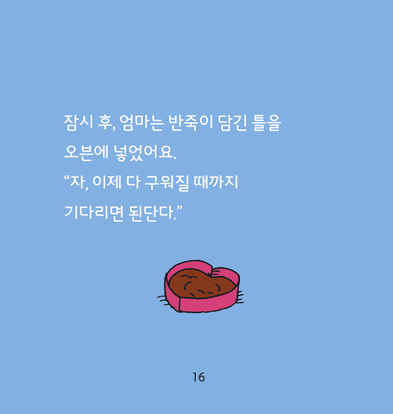 잠시 후, 엄마는 반죽이 담긴 틀을
오븐에 넣었어요.
“자, 이제 다 구워질 때까지
기다리면 된단다.”
16